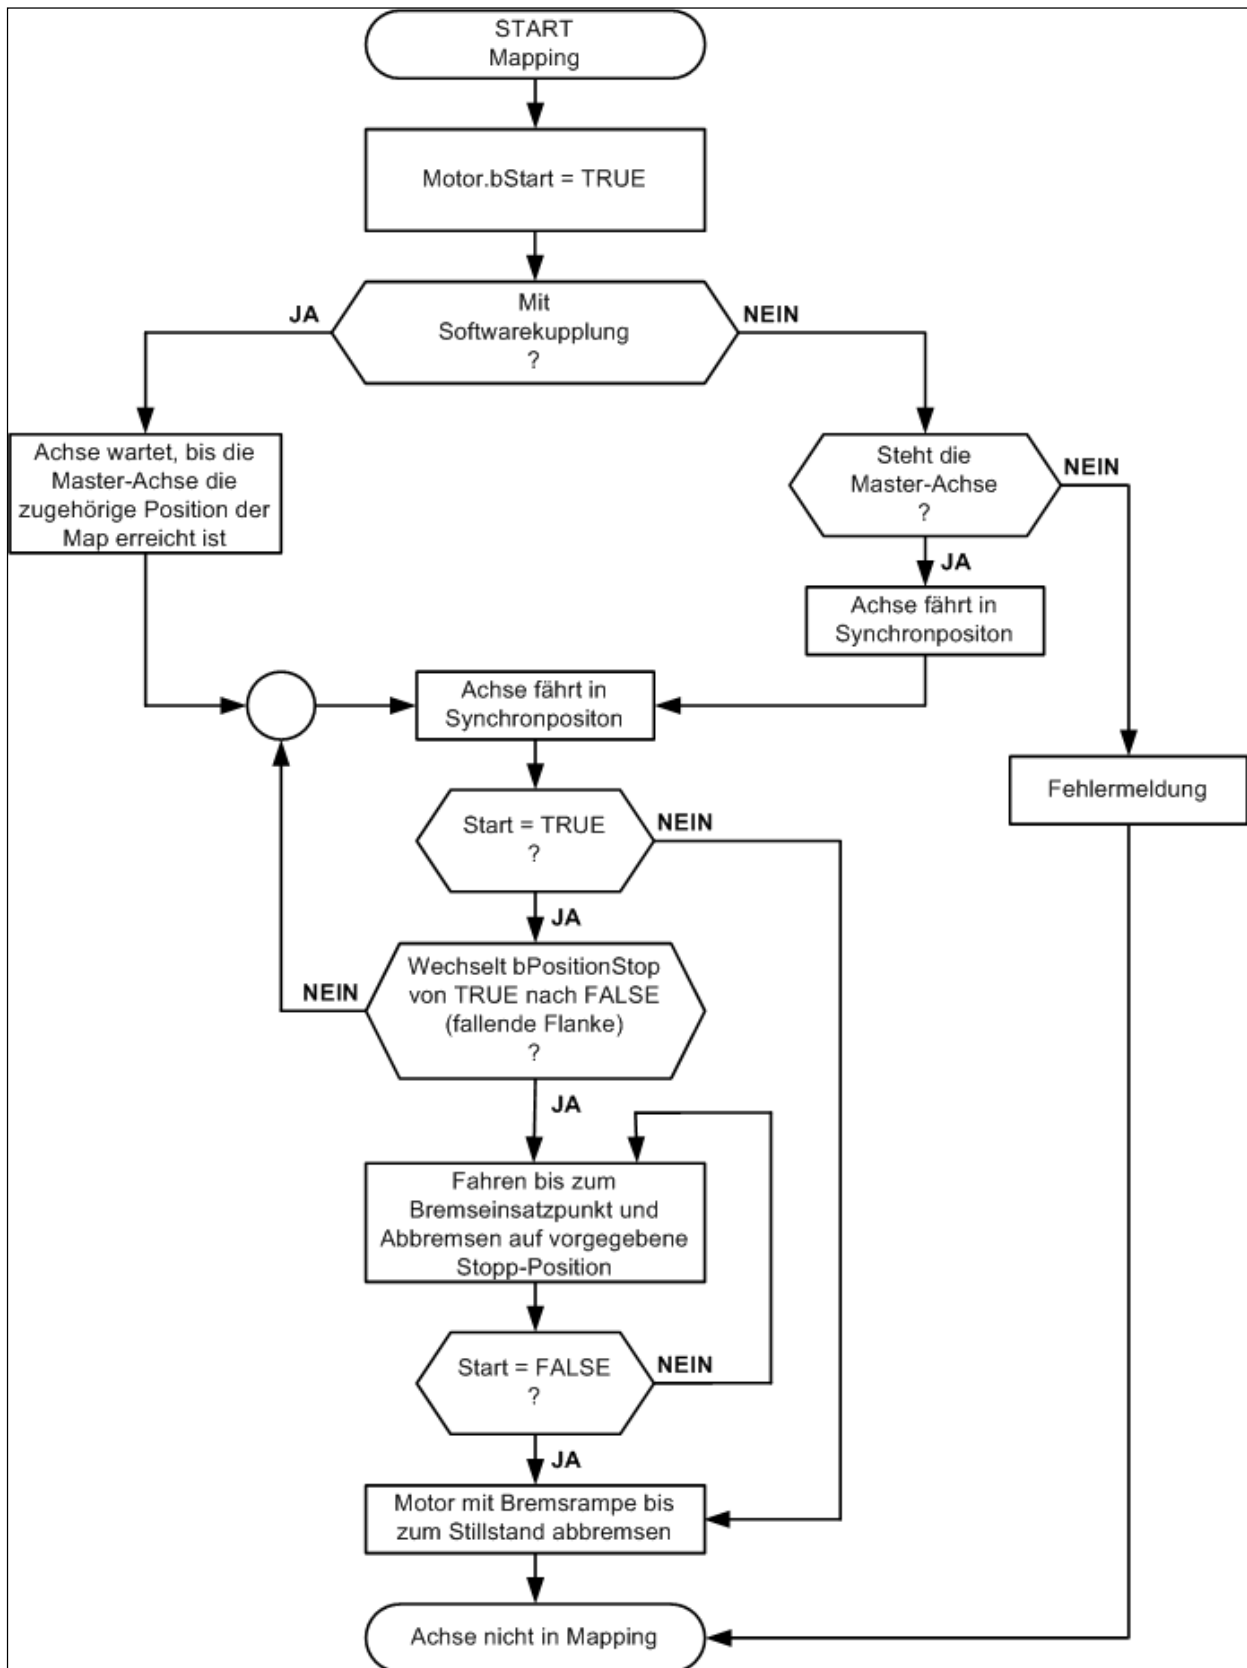 START
Mapping
Motor.bStart = TRUE
Mit
Softwarekupplung
?
JA
NEIN
Achse wartet, bis die
Master-Achse die
zugehörige Position der
Map erreicht ist
Steht die
Master-Achse
?
NEIN
JA
Achse fährt in
Synchronpositon
Achse fährt in
Synchronpositon
Fehlermeldung
Start = TRUE
?
NEIN
JA
Wechselt bPositionStop
von TRUE nach FALSE
(fallende Flanke)
?
NEIN
JA
Fahren bis zum
Bremseinsatzpunkt und
Abbremsen auf vorgegebene
Stopp-Position
Start = FALSE
?
NEIN
JA
Motor mit Bremsrampe bis
zum Stillstand abbremsen
Achse nicht in Mapping